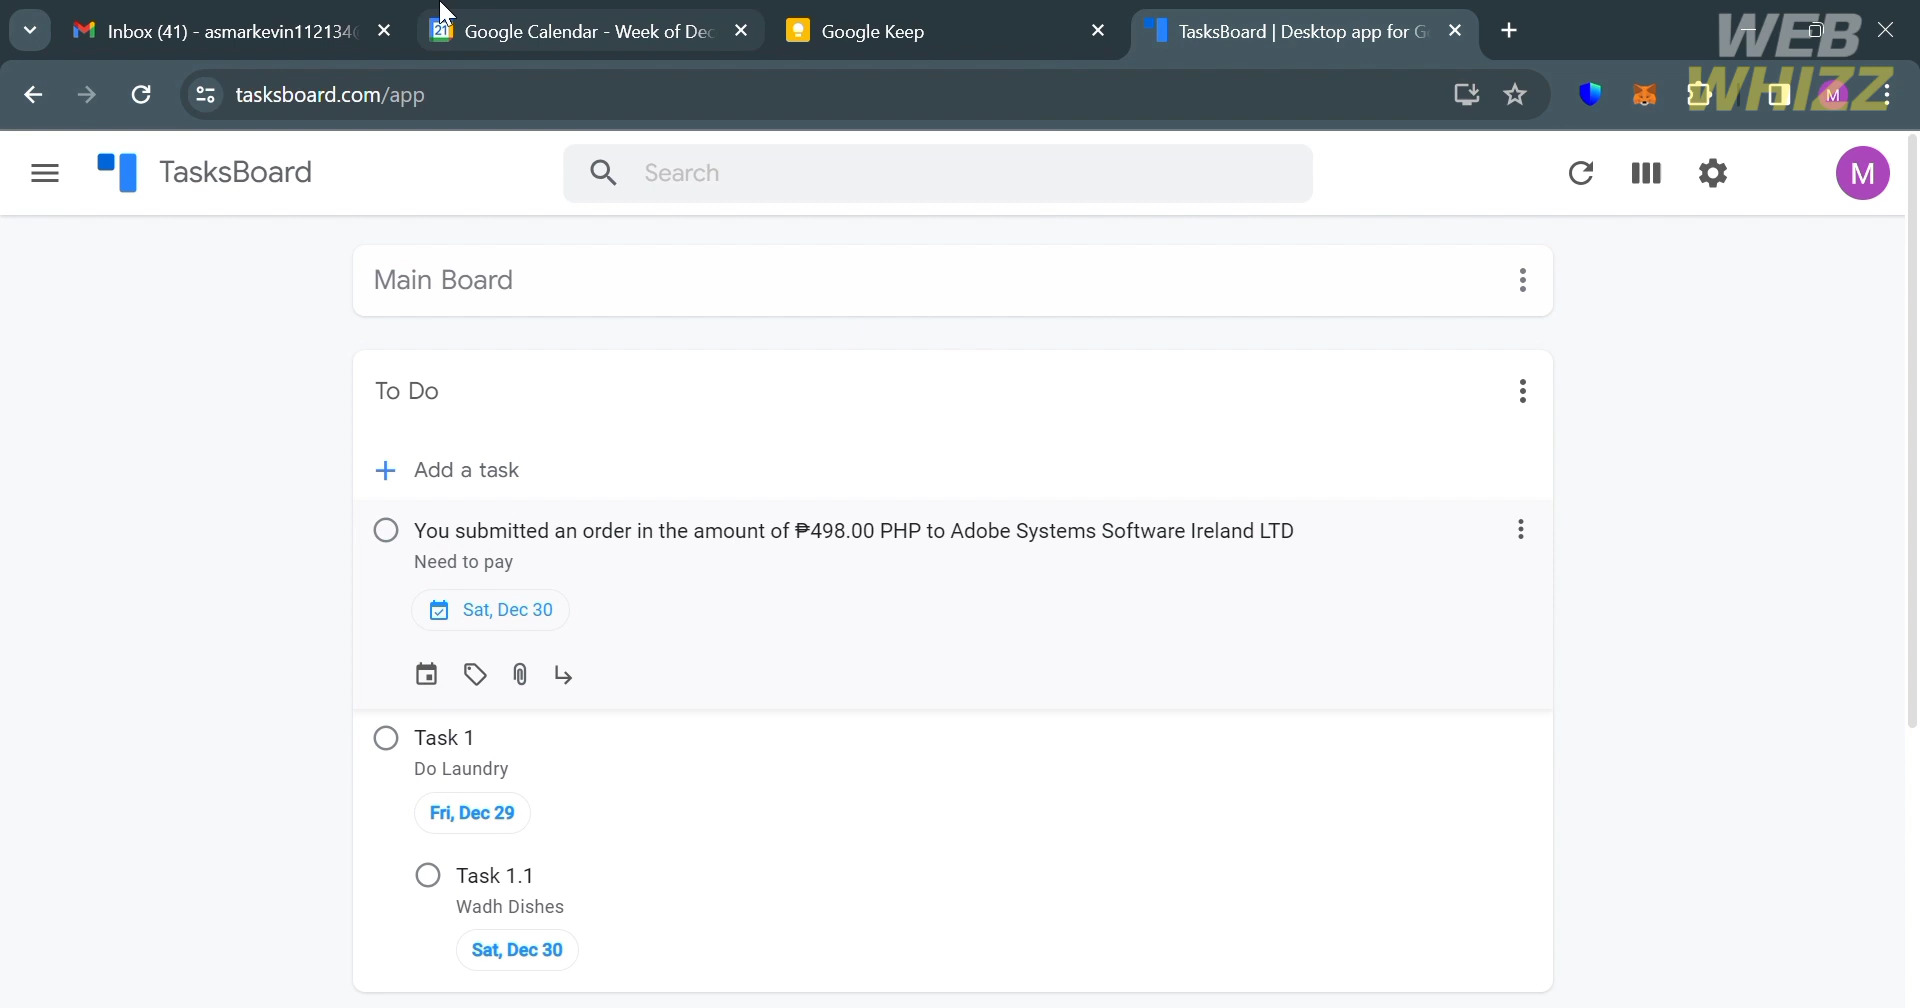 Inbox (41) - asmarkevin112134
Google Calendar - Week of Dec
Google Keep
TasksBoard | Desktop app for G
WEB
WHIZZ
tasksboard.com/app
M
TasksBoard
Search
M
Main Board
To Do
Add a task
You submitted an order in the amount of ₱498.00 PHP to Adobe Systems Software Ireland LTD
Need to pay
Sat, Dec 30
Task 1
Do Laundry
Fri, Dec 29
Task 1.1
Wadh Dishes
Sat, Dec 30